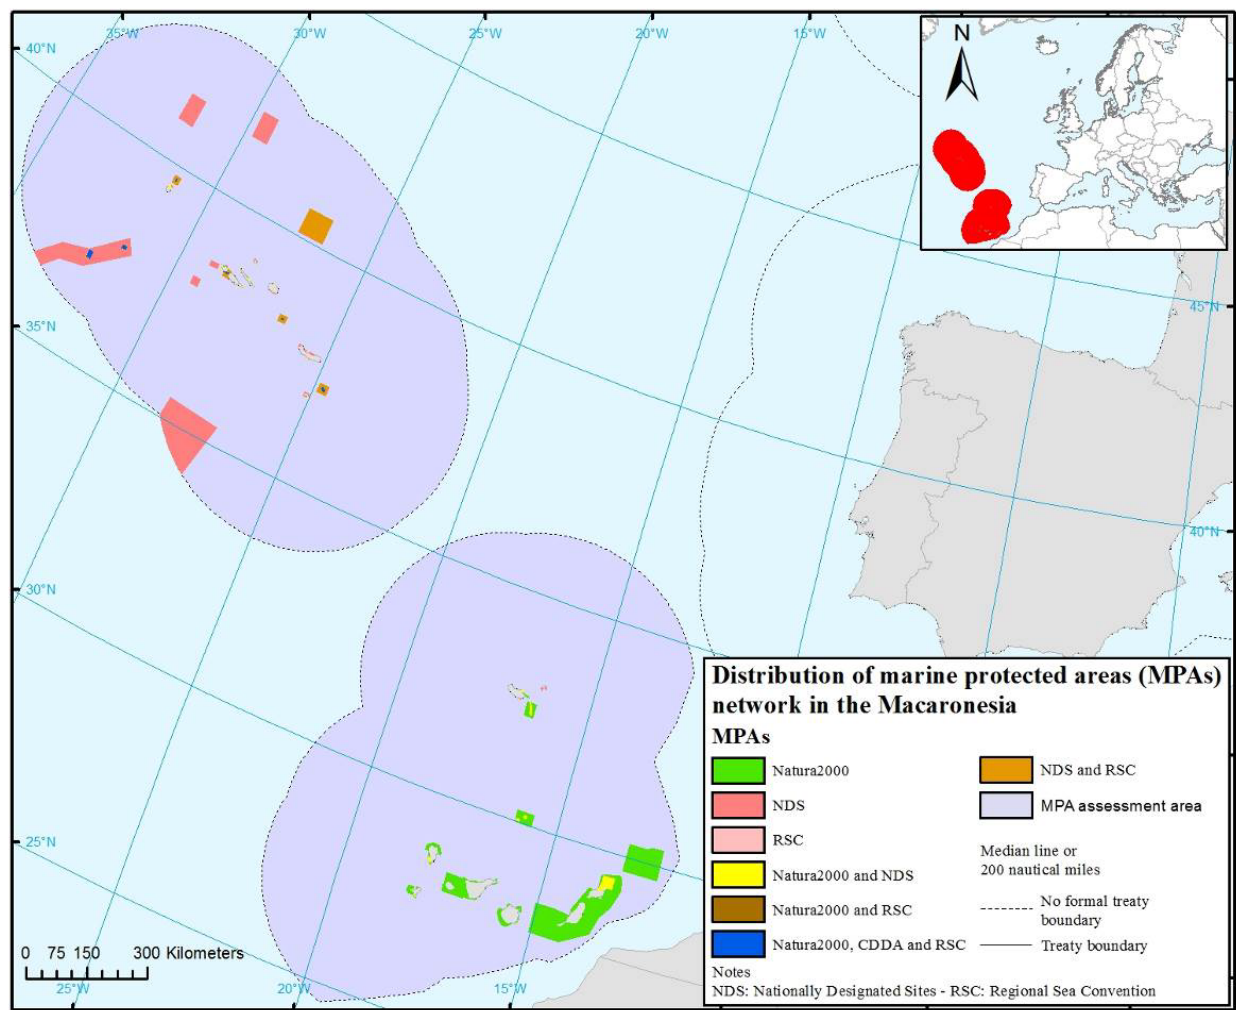 35°W
30°W
20°W
15°W
N
40°N
45°N
35°N
40°N
30°N
25°N
Distribution of marine protected areas (MPAs)
network in the Macaronesia
MPAs
Natura2000
NDS
RSC
Natura2000 and NDS
Natura2000 and RSC
Natura2000, CDDA and RSC
NDS and RSC
MPA assessment area
Median line or
200 nautical miles
No formal treaty
boundary
Treaty boundary
Notes
NDS: Nationally Designated Sites - RSC: Regional Sea Convention
0 75 150 300 Kilometers
25°W
20°W
15°W